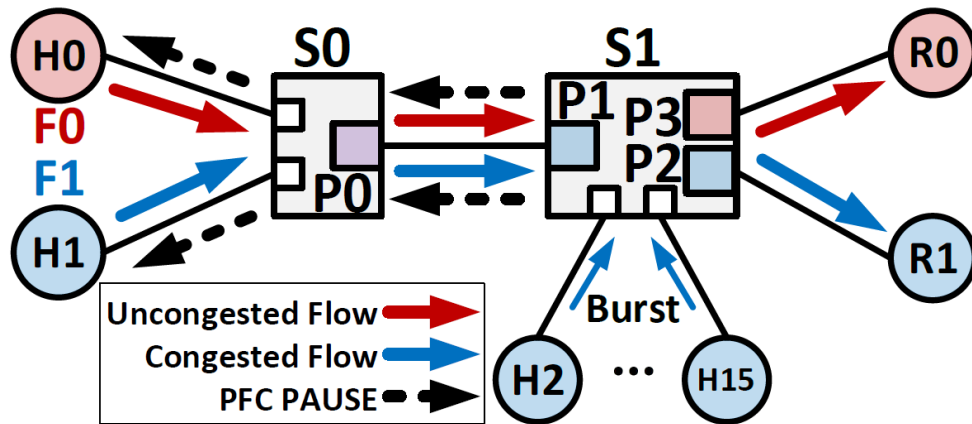 H0
S0
S1
R0
P1
P3
F0
F1
P0
P2
H1
R1
Burst
Uncongested Flow
Congested Flow
PFC PAUSE
H2
...
H15